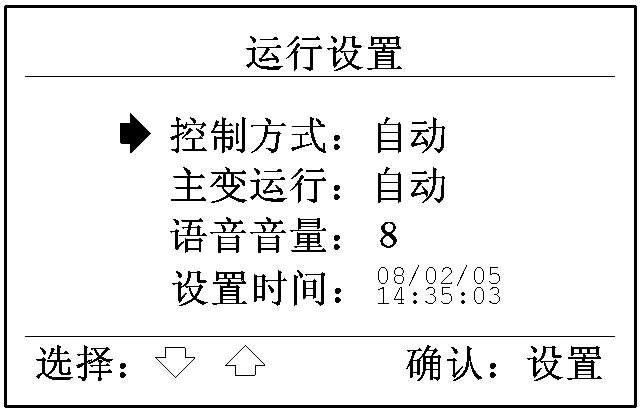 运行设置
控制方式：自动
主变运行：自动
语音音量：8
设置时间：08/02/05
14:35:03
选择： 确认：设置